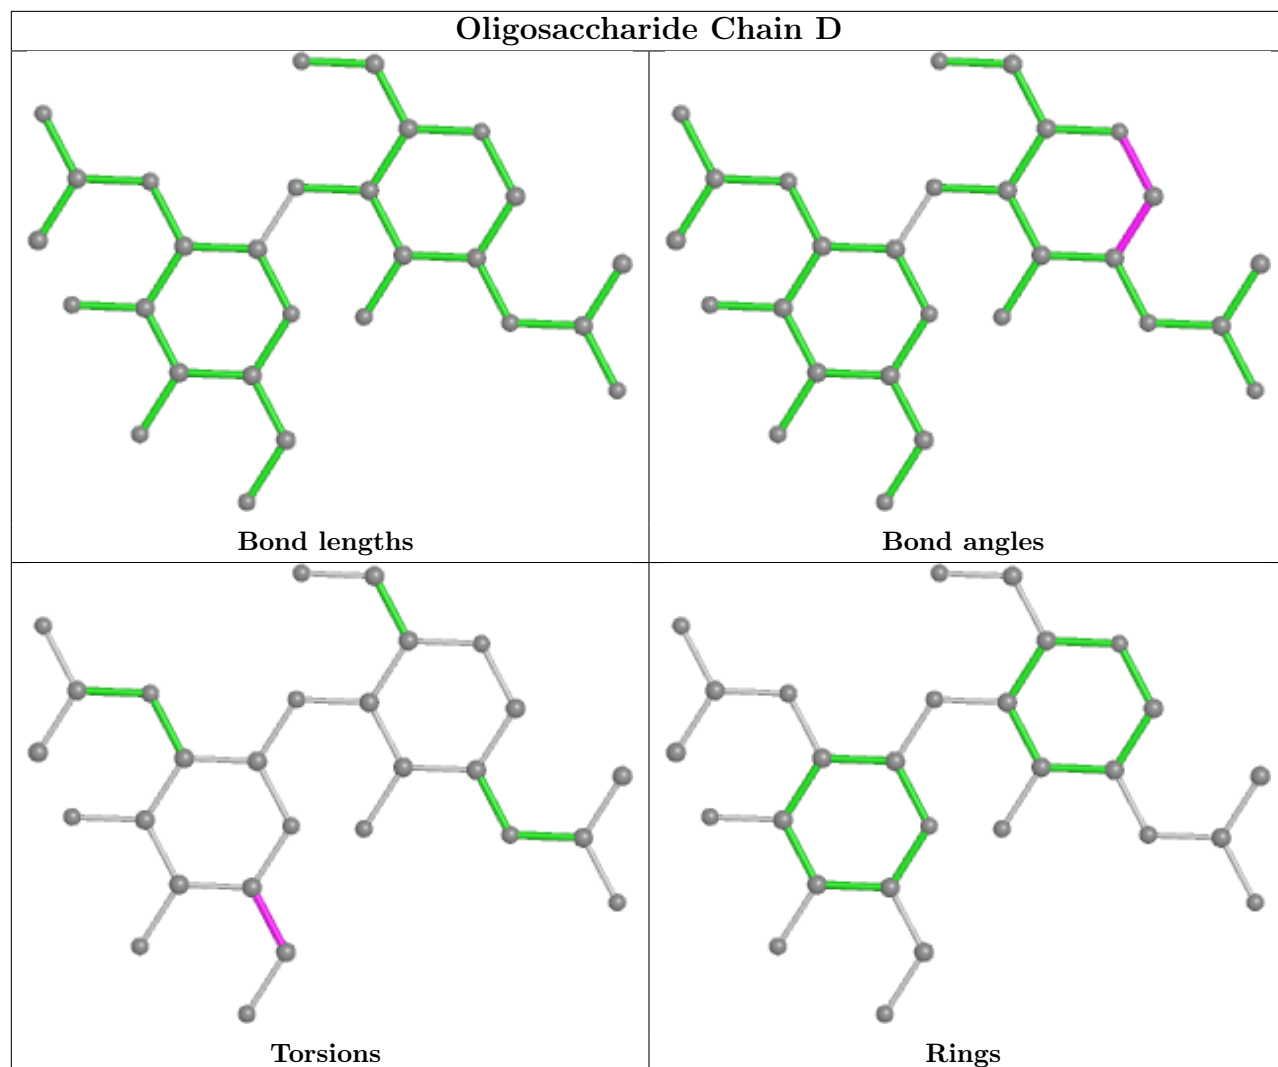 Oligosaccharide Chain D
Bond lengths
Bond angles
Torsions
Rings